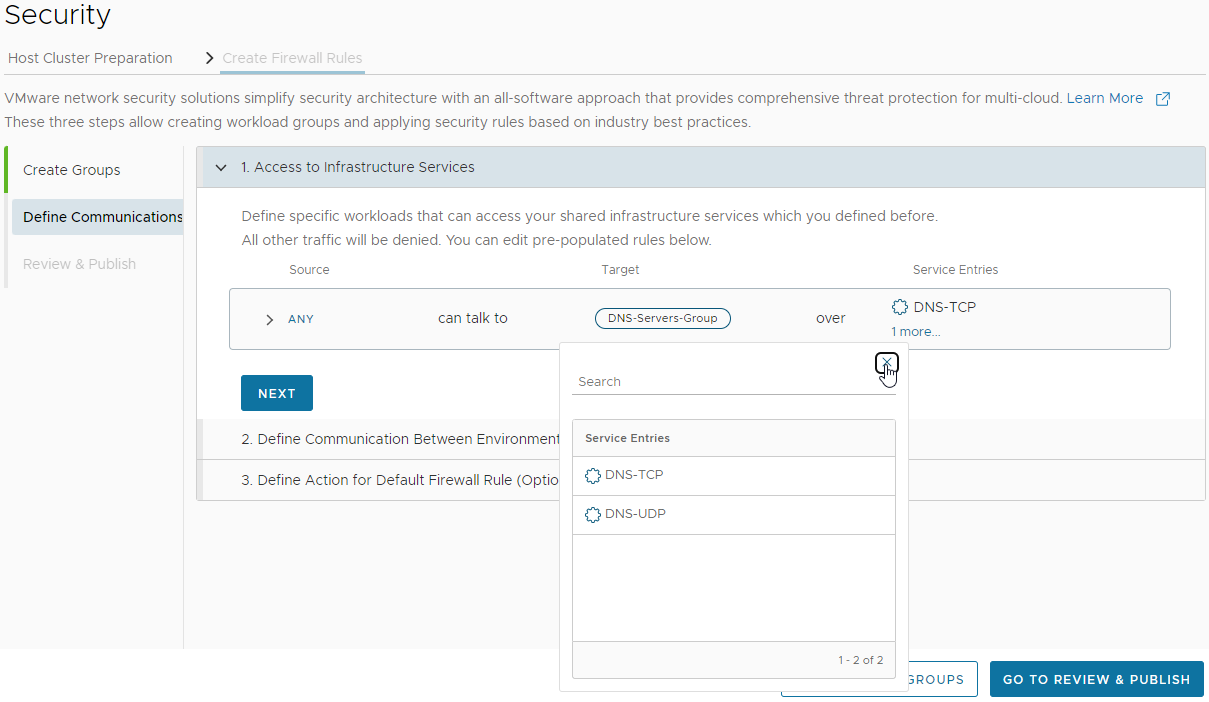 Security
Host Cluster Preparation
Create Firewall Rules
VMware network security solutions simplify security architecture with an all-software approach that provides comprehensive threat protection for multi-cloud. Learn More
These three steps allow creating workload groups and applying security rules based on industry best practices.
Create Groups
Define Communications
Review & Publish
1. Access to Infrastructure Services
Define specific workloads that can access your shared infrastructure services which you defined before.
All other traffic will be denied. You can edit pre-populated rules below.
Source Target Service Entries
ANY can talk to DNS-Servers-Group over DNS-TCP
1 more...
NEXT
2. Define Communication Between Environment
3. Define Action for Default Firewall Rule (Optio
Search
Service Entries
DNS-TCP
DNS-UDP
1 - 2 of 2
GROUPS
GO TO REVIEW & PUBLISH